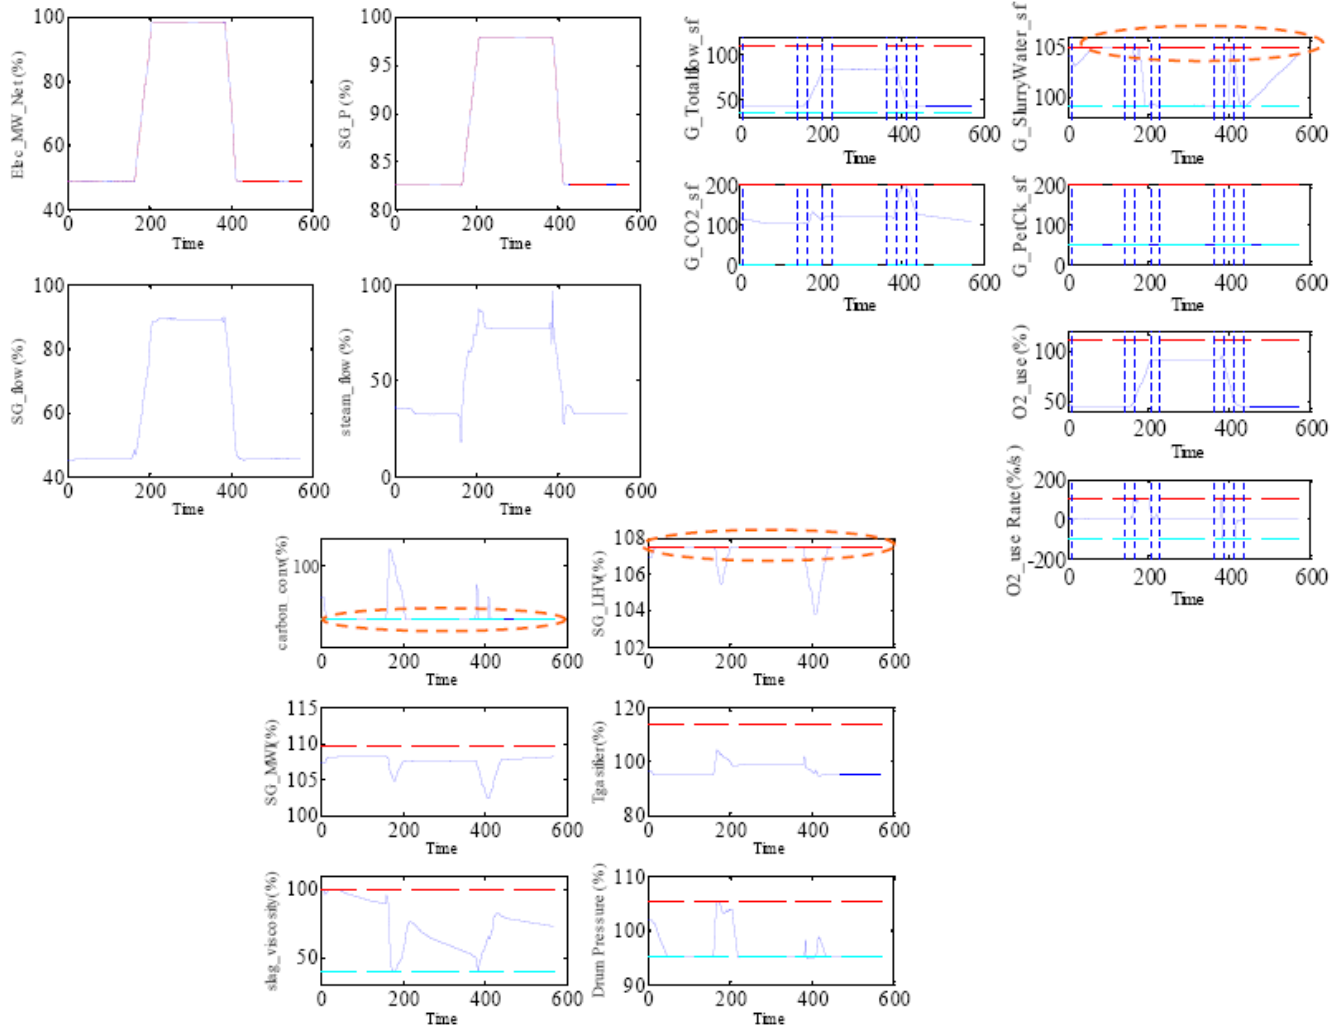 Elec_MW_Net (%)
100
80
60
40
0 200 400 600
Time
SG_P (%)
100
95
90
85
80
0 200 400 600
Time
G_Totalflow_sf
100
50
0 200 400 600
Time
G_SlurryWater_sf
105
100
0 200 400 600
Time
G_CO2_sf
200
100
0
0 200 400 600
Time
G_PetCk_sf
200
150
100
50
0
0 200 400 600
Time
SG_flow (%)
100
80
60
40
0 200 400 600
Time
steam_flow (%)
100
50
0
0 200 400 600
Time
O2_use (%)
100
50
0 200 400 600
Time
O2_use Rate (%/s)
200
100
0
-200
0 200 400 600
Time
carbon_conv(%)
100
0 200 400 600
Time
SG_LHV(%)
108
106
104
102
0 200 400 600
Time
SG_MWI(%)
115
110
105
100
0 200 400 600
Time
Tgasifier(%)
120
100
80
0 200 400 600
Time
slag_viscosity(%)
100
50
0 200 400 600
Time
Drum Pressure (%)
110
100
95
90
0 200 400 600
Time